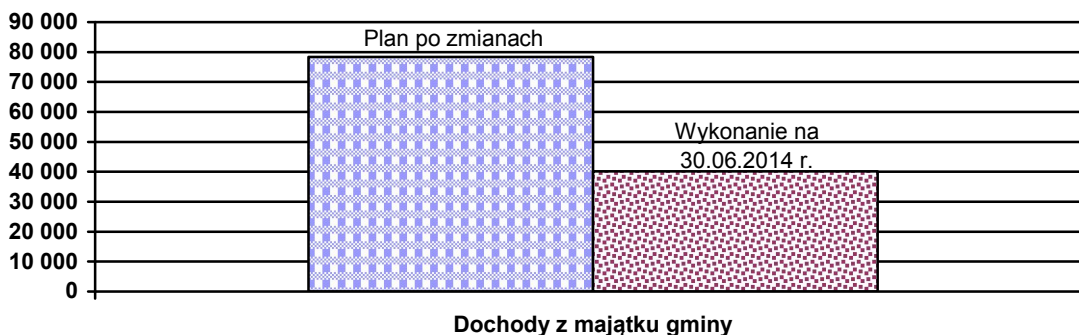 90 000
80 000
70 000
60 000
50 000
40 000
30 000
20 000
10 000
0
Plan po zmianach
Wykonanie na
30.06.2014 r.
Dochody z majątku gminy